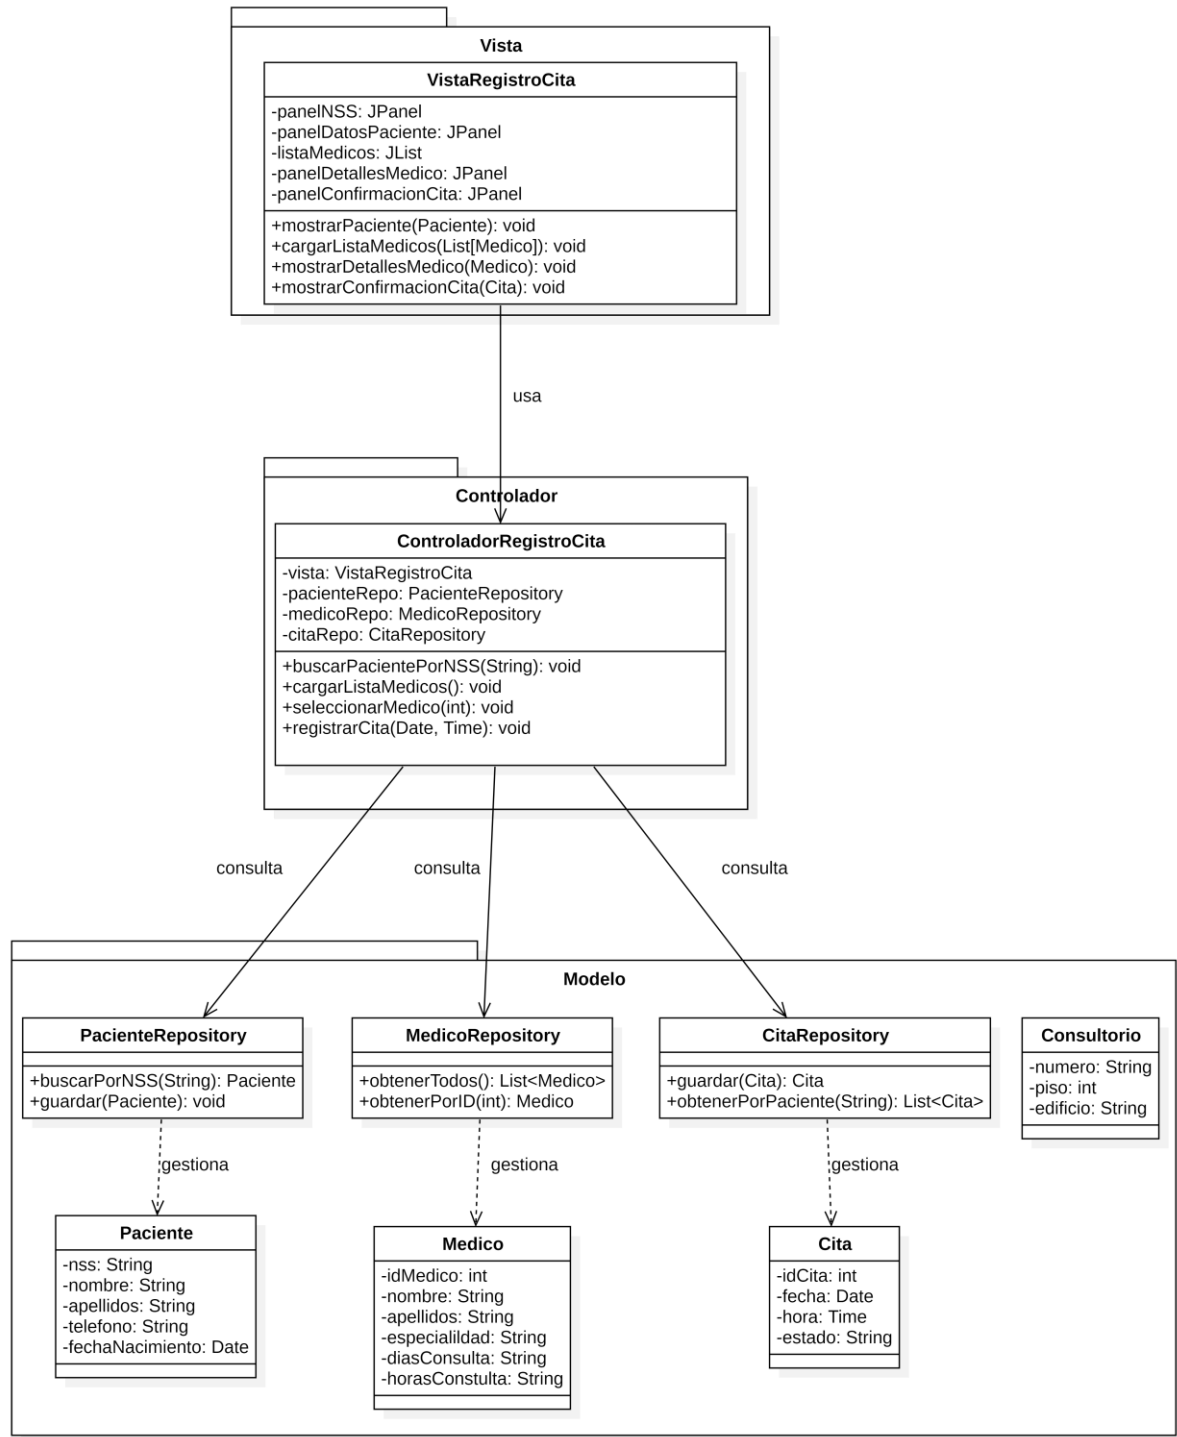 Vista
VistaRegistroCita
-panelNSS: JPanel
-panelDatosPaciente: JPanel
-listaMedicos: JList
-panelDetallesMedico: JPanel
-panelConfirmacionCita: JPanel
+mostrarPaciente(Paciente): void
+cargarListaMedicos(List[Medico]): void
+mostrarDetallesMedico(Medico): void
+mostrarConfirmacionCita(Cita): void
usa
Controlador
ControladorRegistroCita
-vista: VistaRegistroCita
-pacienteRepo: PacienteRepository
-medicoRepo: MedicoRepository
-citaRepo: CitaRepository
+buscarPacientePorNSS(String): void
+cargarListaMedicos(): void
+seleccionarMedico(int): void
+registrarCita(Date, Time): void
consulta
consulta
consulta
Modelo
PacienteRepository
+buscarPorNSS(String): Paciente
+guardar(Paciente): void
MedicoRepository
+obtenerTodos(): List<Medico>
+obtenerPorID(int): Medico
CitaRepository
+guardar(Cita): Cita
+obtenerPorPaciente(String): List<Cita>
Consultorio
-numero: String
-piso: int
-edificio: String
gestiona
gestiona
gestiona
Paciente
-nss: String
-nombre: String
-apellidos: String
-telefono: String
-fechaNacimiento: Date
Medico
-idMedico: int
-nombre: String
-apellidos: String
-especialildad: String
-diasConsulta: String
-horasConstulta: String
Cita
-idCita: int
-fecha: Date
-hora: Time
-estado: String